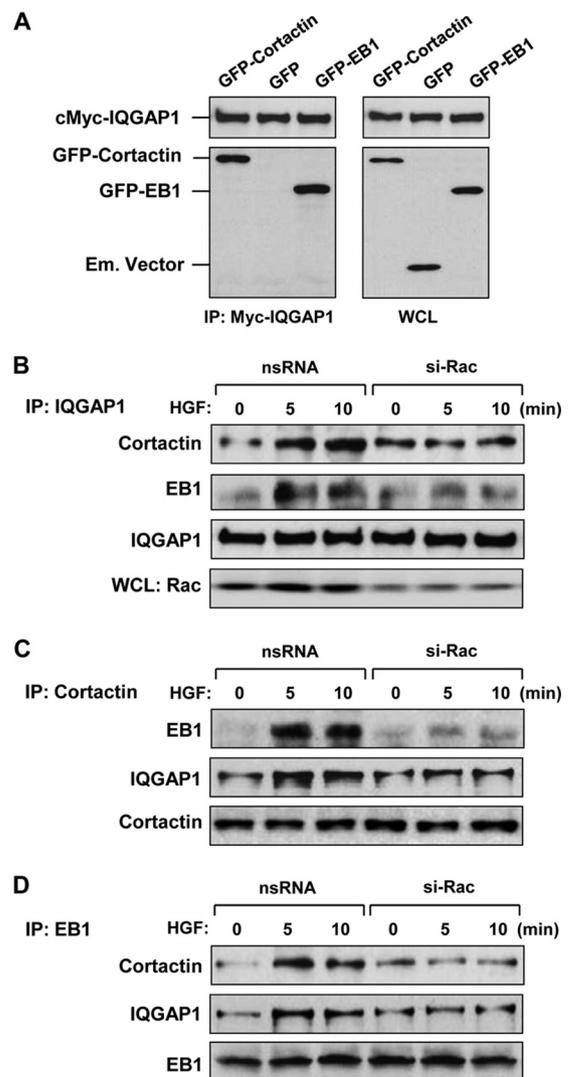 A
GFP-Cortactin GFP GFP-EB1 GFP-Cortactin GFP GFP-EB1
cMyc-IQGAP1
GFP-Cortactin
GFP-EB1
Em. Vector
IP: Myc-IQGAP1 WCL
B
nsRNA si-Rac
IP: IQGAP1 HGF: 0 5 10 0 5 10 (min)
Cortactin
EB1
IQGAP1
WCL: Rac
C
nsRNA si-Rac
IP: Cortactin HGF: 0 5 10 0 5 10 (min)
EB1
IQGAP1
Cortactin
D
nsRNA si-Rac
IP: EB1 HGF: 0 5 10 0 5 10 (min)
Cortactin
IQGAP1
EB1